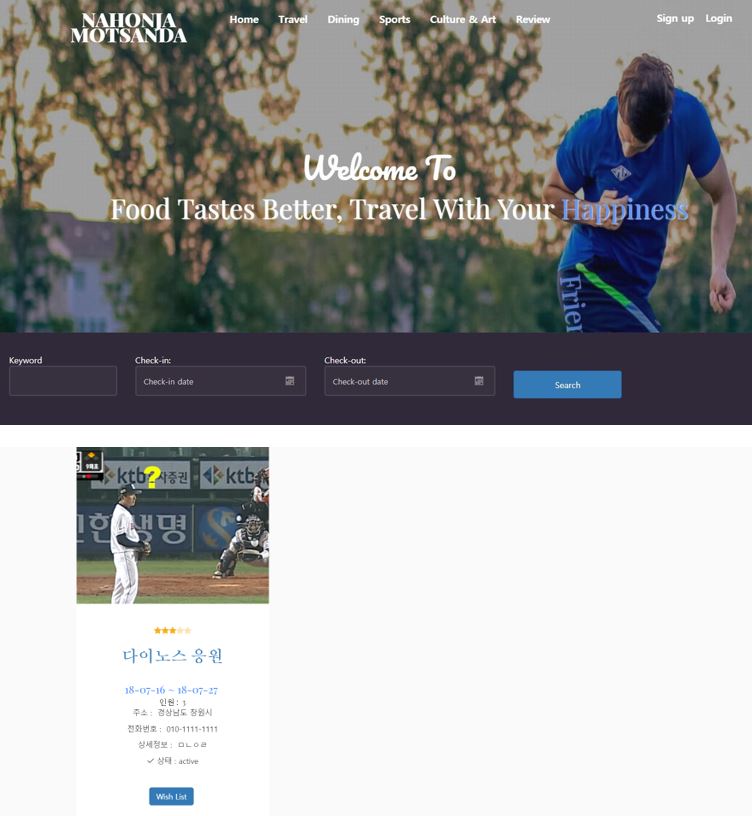 NAHONJA
MOTSANDA
Home Travel Dining Sports Culture & Art Review
Sign up Login
Welcome To
Food Tastes Better, Travel With Your Happiness
Keyword
Check-in:
Check-out:
Check-in date
Check-out date
Search
ktb
?
자증권
ktb
생명
다이노스 응원
18-07-16 ~ 18-07-27
인원: 3
주소 : 경상남도 창원시
전화번호 : 010-1111-1111
상세정보 : ㅁㄴㅇㄹ
✓ 상태 : active
Wish List